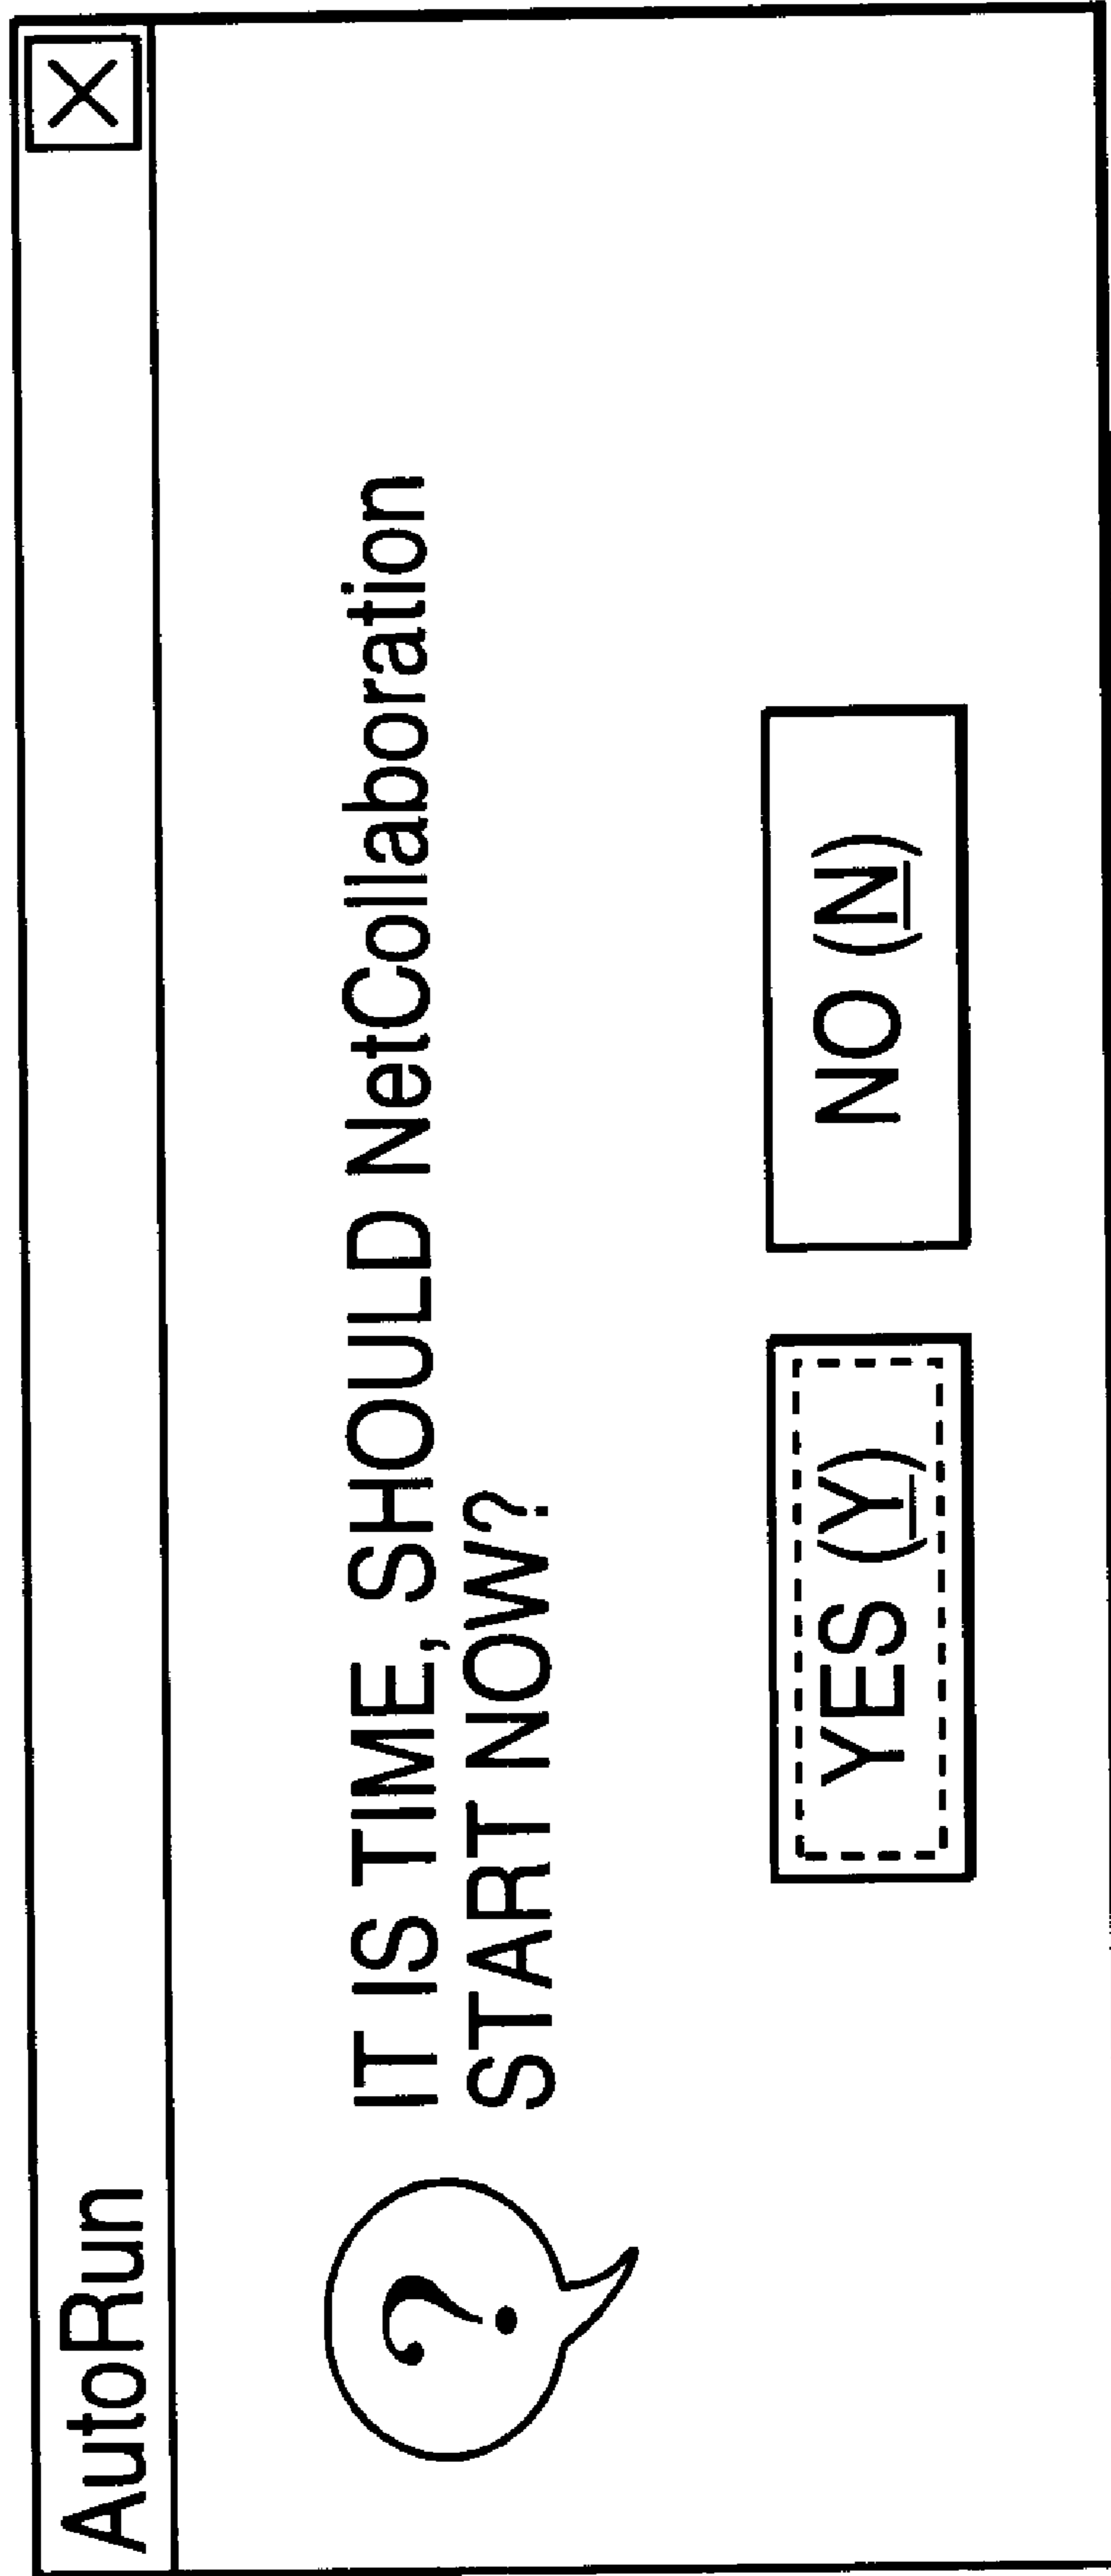 AutoRun
?
IT IS TIME, SHOULD NetCollaboration
START NOW?
YES (Y)
NO (N)